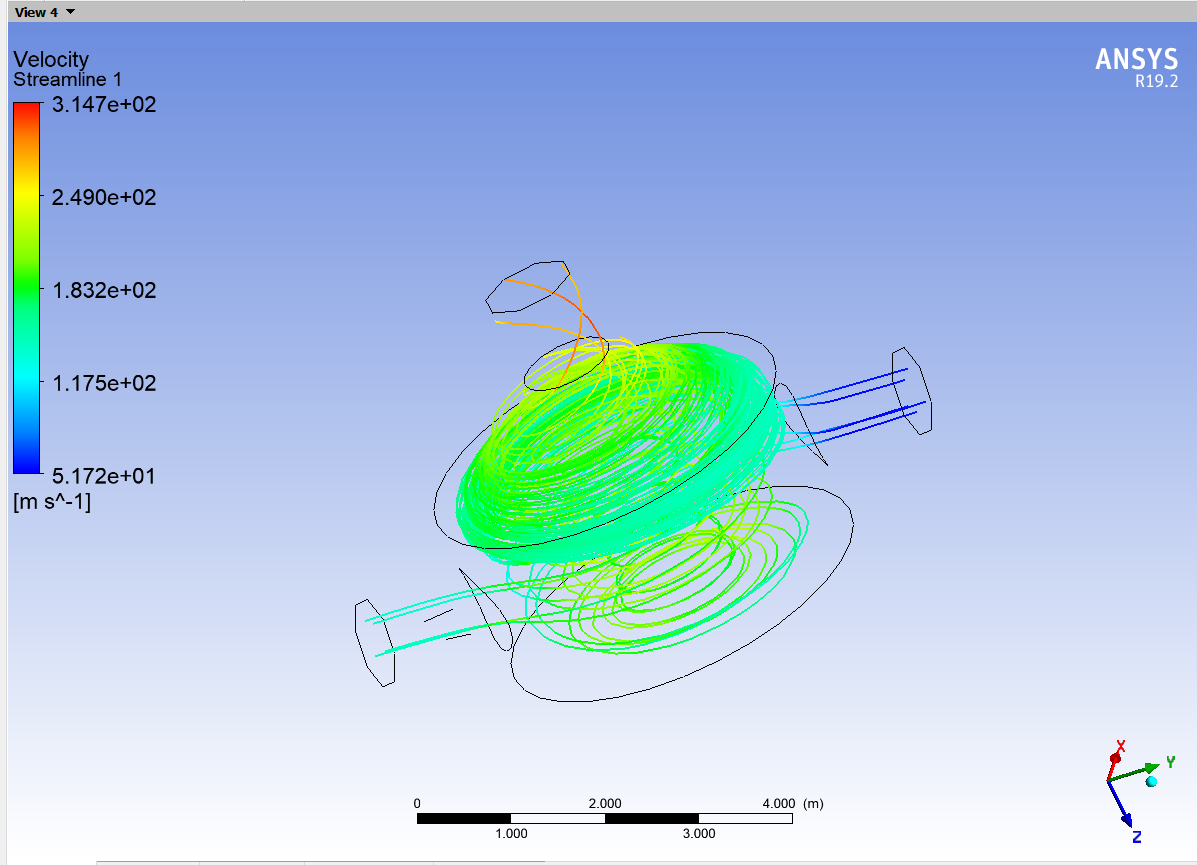 View 4
Velocity
Streamline 1
3.147e+02
2.490e+02
1.832e+02
1.175e+02
5.172e+01
[m s^-1]
ANSYS
R19.2
X
Y
Z
0 2.000 4.000 (m)
1.000 3.000